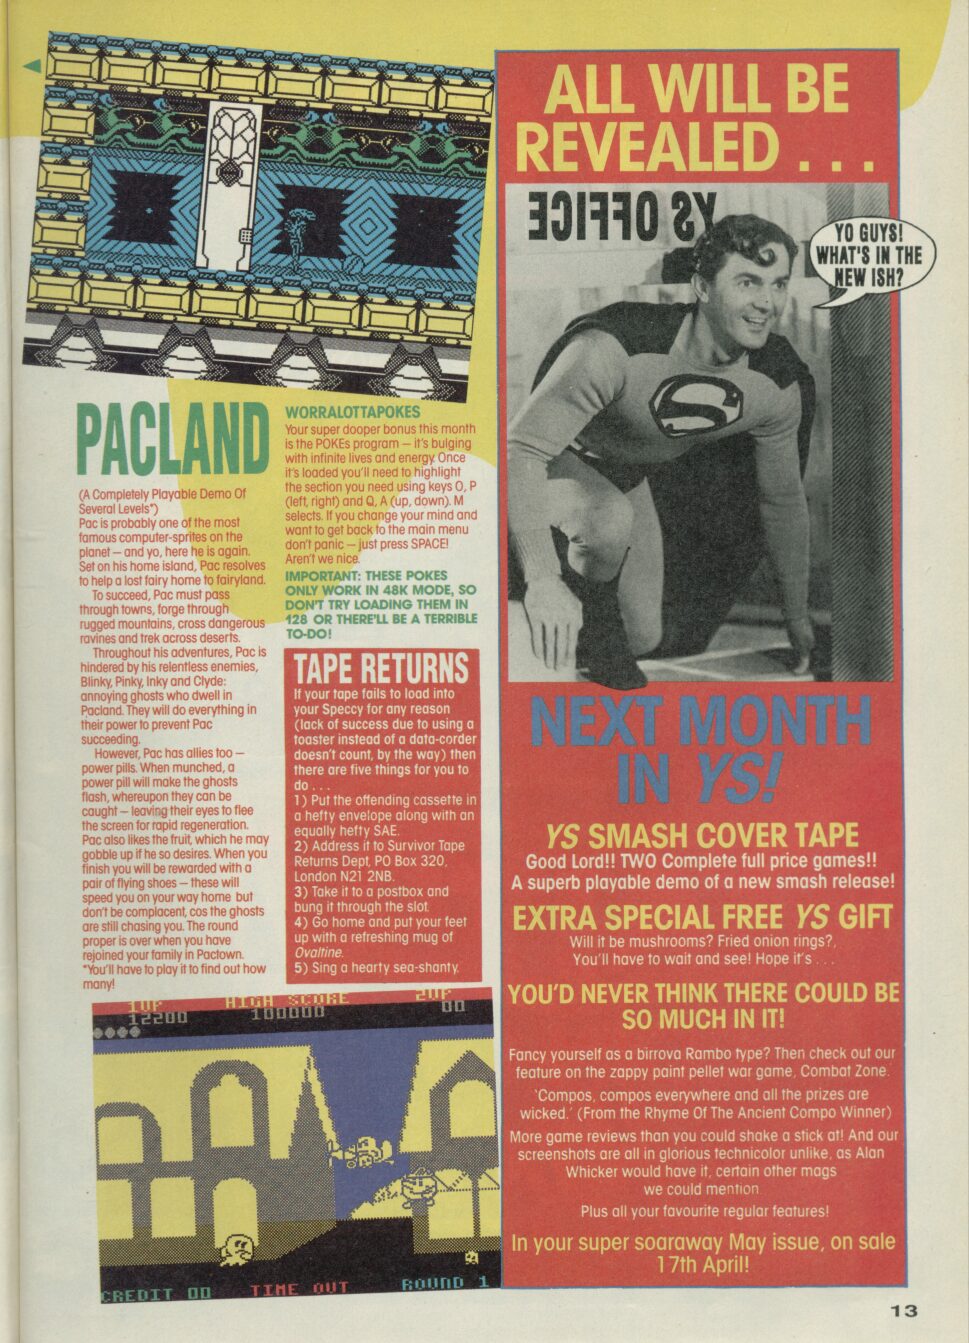 PACLAND
(A Completely Playable Demo Of
Several Levels*)
Pac is probably one of the most
famous computer-sprites on the
planet — and yo, here he is again.
Set on his home island, Pac resolves
to help a lost fairy home to fairyland.
To succeed, Pac must pass
through towns, forge through
rugged mountains, cross dangerous
ravines and trek across deserts.
Throughout his adventures, Pac is
hindered by his relentless enemies,
Blinky, Pinky, Inky and Clyde:
annoying ghosts who dwell in
Pacland. They will do everything in
their power to prevent Pac
succeeding.
However, Pac has allies too —
power pills. When munched, a
power pill will make the ghosts
flash, whereupon they can be
caught — leaving their eyes to flee
the screen for rapid regeneration.
Pac also likes the fruit, which he may
gobble up if he so desires. When you
finish you will be rewarded with a
pair of flying shoes — these will
speed you on your way home but
don't be complacent, cos the ghosts
are still chasing you. The round
proper is over when you have
rejoined your family in Pactown.
*You'll have to play it to find out how
many!
WORRALOTTAPOKES
Your super dooper bonus this month
is the POKEs program — it's bulging
with infinite lives and energy. Once
it's loaded you'll need to highlight
the section you need using keys O, P
(left, right) and Q, A (up, down). M
selects. If you change your mind and
want to get back to the main menu
don't panic — just press SPACE!
Aren't we nice.
IMPORTANT: THESE POKES
ONLY WORK IN 48K MODE, SO
DON'T TRY LOADING THEM IN
128 OR THERE'LL BE A TERRIBLE
TO-DO!
TAPE RETURNS
If your tape fails to load into
your Speccy for any reason
(lack of success due to using a
toaster instead of a data-corder
doesn't count, by the way) then
there are five things for you to
do . . .
1) Put the offending cassette in
a hefty envelope along with an
equally hefty SAE.
2) Address it to Survivor Tape
Returns Dept, PO Box 320,
London N21 2NB.
3) Take it to a postbox and
bung it through the slot.
4) Go home and put your feet
up with a refreshing mug of
Ovaltine.
5) Sing a hearty sea-shanty.
1UP HIGH SCORE 2UP
12200 100000 00
CREDIT 00 TIME OUT ROUND 1
ALL WILL BE
REVEALED . . .
YS OFFICE
YO GUYS!
WHAT'S IN THE
NEW ISH?
S
NEXT MONTH
IN YS!
YS SMASH COVER TAPE
Good Lord!! TWO Complete full price games!!
A superb playable demo of a new smash release!
EXTRA SPECIAL FREE YS GIFT
Will it be mushrooms? Fried onion rings?,
You'll have to wait and see! Hope it's . . .
YOU'D NEVER THINK THERE COULD BE
SO MUCH IN IT!
Fancy yourself as a birrova Rambo type? Then check out our
feature on the zappy paint pellet war game, Combat Zone.
'Compos, compos everywhere and all the prizes are
wicked.' (From the Rhyme Of The Ancient Compo Winner)
More game reviews than you could shake a stick at! And our
screenshots are all in glorious technicolor unlike, as Alan
Whicker would have it, certain other mags
we could mention.
Plus all your favourite regular features!
In your super soaraway May issue, on sale
17th April!
13